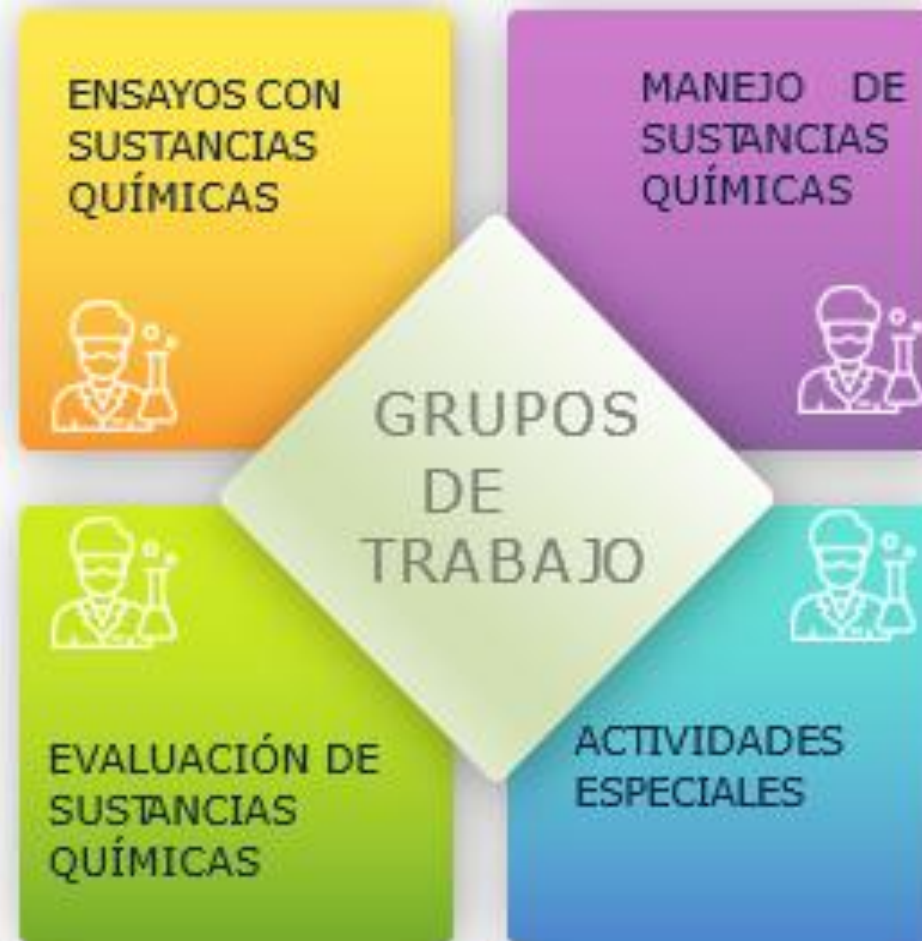 ENSAYOS CON
SUSTANCIAS
QUÍMICAS
MANEJO DE
SUSTANCIAS
QUÍMICAS
GRUPOS
DE
TRABAJO
EVALUACIÓN DE
SUSTANCIAS
QUÍMICAS
ACTIVIDADES
ESPECIALES